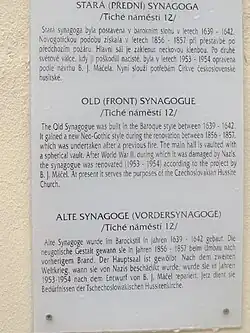 STARÁ (PŘEDNÍ) SYNAGOGA
/Tiché náměstí 12/
Stará synagoga byla postavena v barokním slohu v letech 1639 - 1642.
Novogotickou podobu získala v letech 1856 - 1857 při přestavbě po
předchozím požáru. Hlavní sál je zaklenut neckovou klenbou. Po druhé
světové válce, kdy ji poškodili nacisté, byla v letech 1953 - 1954 opravena
podle návrhu B. J. Máčela. Nyní slouží potřebám Církve československé
husitské.
OLD (FRONT) SYNAGOGUE
/Tiché náměstí 12/
The Old Synagogue was built in the Baroque style between 1639 - 1642.
It gained a new Neo-Gothic style during the renovation between 1856 - 1857,
which was undertaken after a previous fire. The main hall is vaulted with
a spherical vault. After World War II, during which it was damaged by Nazis,
the synagogue was renovated (1953 - 1954) according to the project
by B. J. Máčel. At present it serves the purposes of the Czechoslovakian Hussite
Church.
ALTE SYNAGOGE (VORDERSYNAGOGE)
/Tiché náměstí 12/
Alte Synagoge wurde im Barockstil in Jahren 1639 - 1642 gebaut. Die
neugotische Gestalt gewann sie in Jahren 1856 - 1857 beim Umbau nach
vorherigem Brand. Der Hauptsaal ist gewölbt. Nach dem zweiten
Weltkrieg, wann sie von Nazis beschädigt wurde, wurde sie in Jahren
1953-1954 nach dem Entwurf von B. J. Máčel repariert. Jetzt dient sie
Bedürfnissen der Tschechoslowakischen Hussitenkirche.